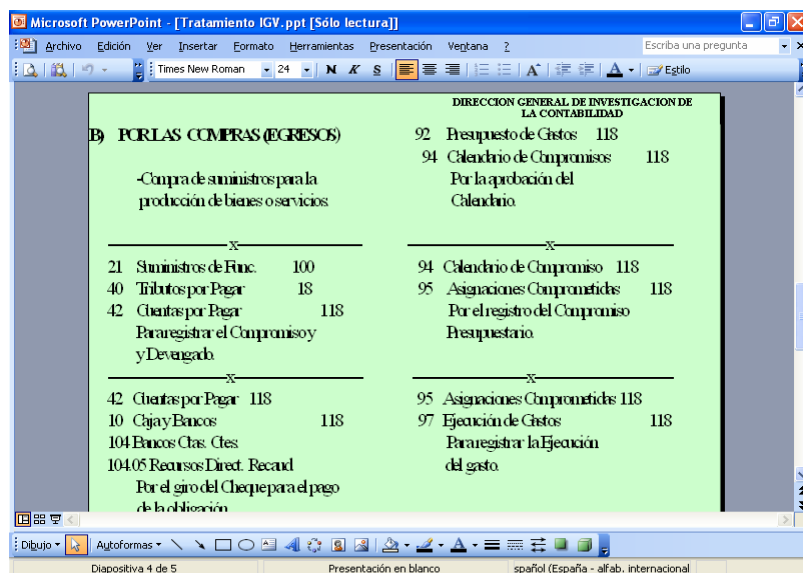 Microsoft PowerPoint - [Tratamiento IGV.ppt [Sólo lectura]]
Archivo Edición Ver Insertar Formato Herramientas Presentación Ventana ? Escriba una pregunta
Times New Roman 24 N K S Estilo
DIRECCION GENERAL DE INVESTIGACION DE
LA CONTABILIDAD
B) POR LAS COMPRAS (EGRESOS)
-Compra de suministros para la
producción de bienes o servicios.
x
21 Suministros de Func. 100
40 Tributos por Pagar 18
42 Cuentas por Pagar 118
Para registrar el Compromiso y
y Devengado.
x
42 Cuentas por Pagar 118
10 Caja y Bancos 118
104 Bancos Ctas. Ctes.
104.05 Recursos Direct. Recaud
Por el giro del Cheque para el pago
de la obligación
92 Presupuesto de Gastos 118
94 Calendario de Compromisos 118
Por la aprobación del
Calendario.
x
94 Calendario de Compromiso 118
95 Asignaciones Comprometidas 118
Por el registro del Compromiso
Presupuestario.
x
95 Asignaciones Comprometidas 118
97 Ejecución de Gastos 118
Para registrar la Ejecución
del gasto.
Dibujo Autoformas
Diapositiva 4 de 5 Presentación en blanco spañol (España - alfab. internacional